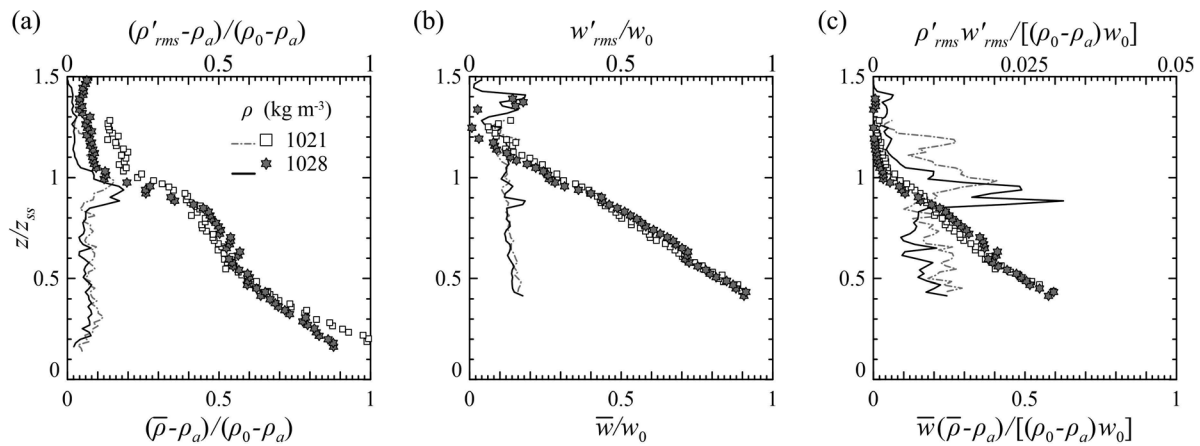 (a)
(ρ'rms-ρa)/(ρ0-ρa)
0 0.5 1
1.5
1
0.5
0
z/zss
ρ (kg m-3)
1021
1028
0 0.5 1
(ρ̅-ρa)/(ρ0-ρa)
(b)
w'rms/w0
0 0.5 1
1.5
1
0.5
0
0 0.5 1
w̅/w0
(c)
ρ'rmsw'rms/[(ρ0-ρa)w0]
0 0.025 0.05
1.5
1
0.5
0
0 0.5 1
w̅(ρ̅-ρa)/[(ρ0-ρa)w0]